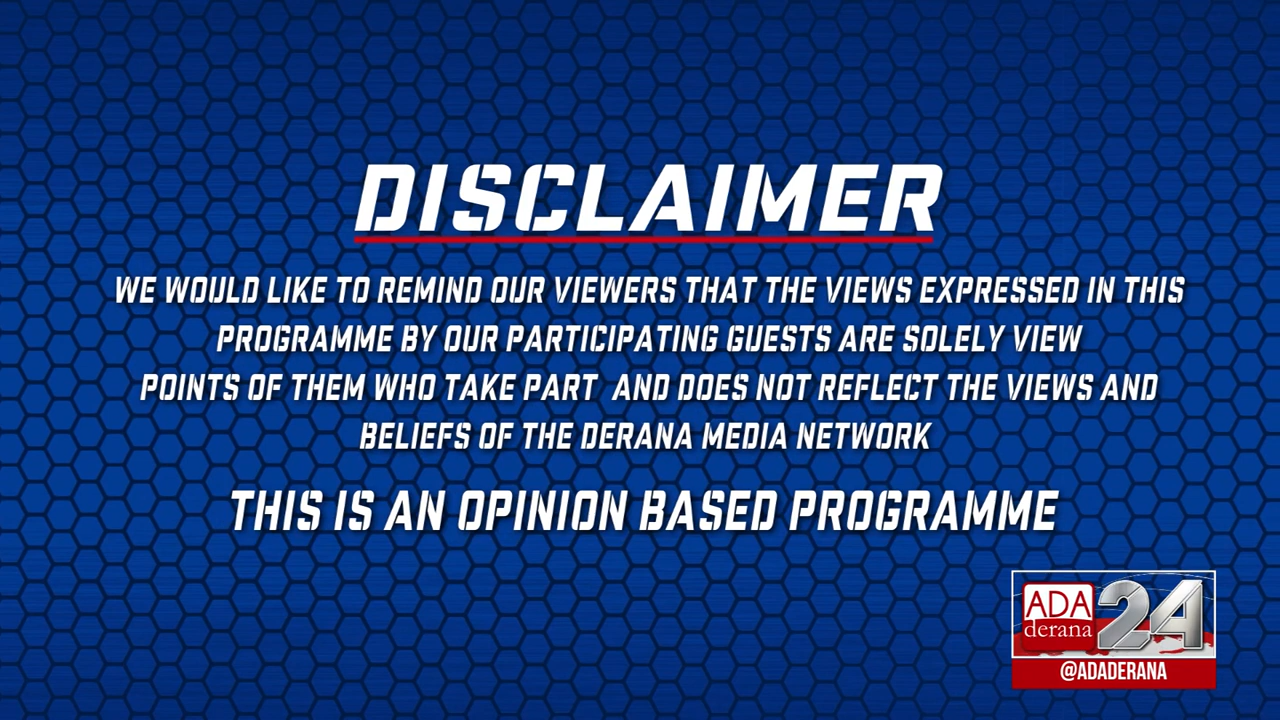 DISCLAIMER
WE WOULD LIKE TO REMIND OUR VIEWERS THAT THE VIEWS EXPRESSED IN THIS
PROGRAMME BY OUR PARTICIPATING GUESTS ARE SOLELY VIEW
POINTS OF THEM WHO TAKE PART AND DOES NOT REFLECT THE VIEWS AND
BELIEFS OF THE DERANA MEDIA NETWORK
THIS IS AN OPINION BASED PROGRAMME
ADA
derana
24
@ADADERANA